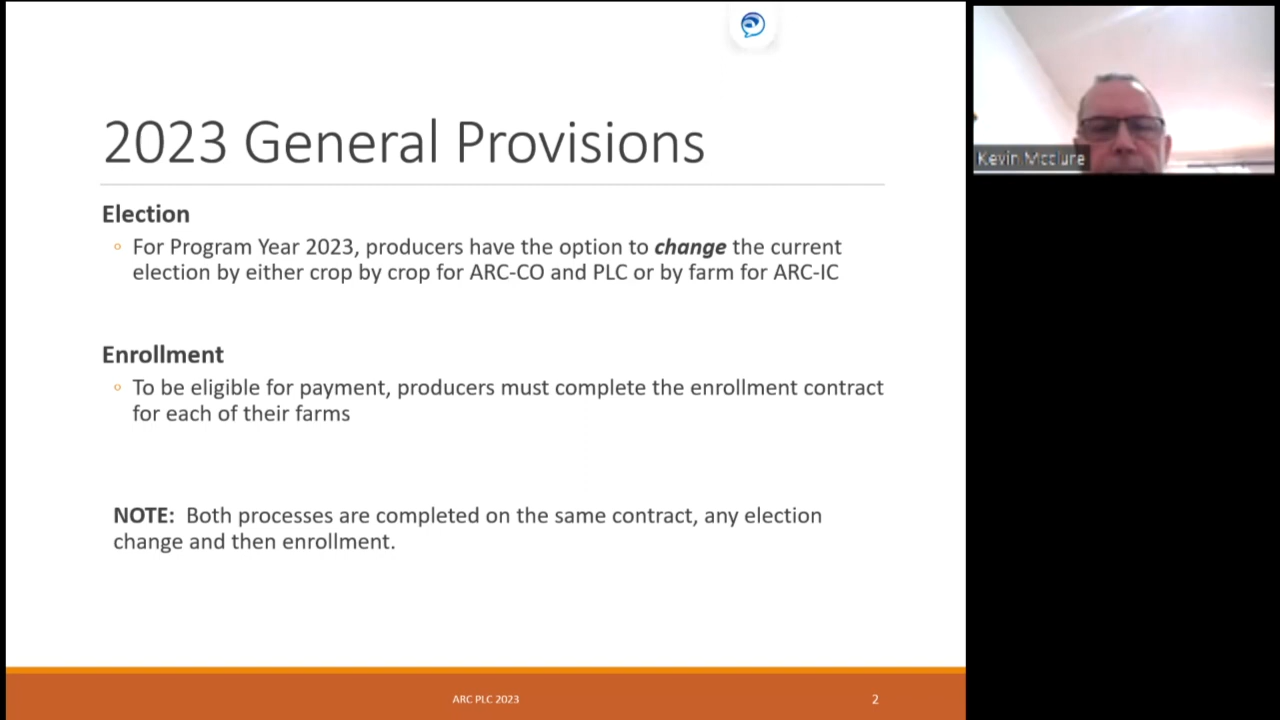 2023 General Provisions
Election
For Program Year 2023, producers have the option to change the current
election by either crop by crop for ARC-CO and PLC or by farm for ARC-IC
Enrollment
To be eligible for payment, producers must complete the enrollment contract
for each of their farms
NOTE: Both processes are completed on the same contract, any election
change and then enrollment.
ARC PLC 2023
2
Kevin Mcclure